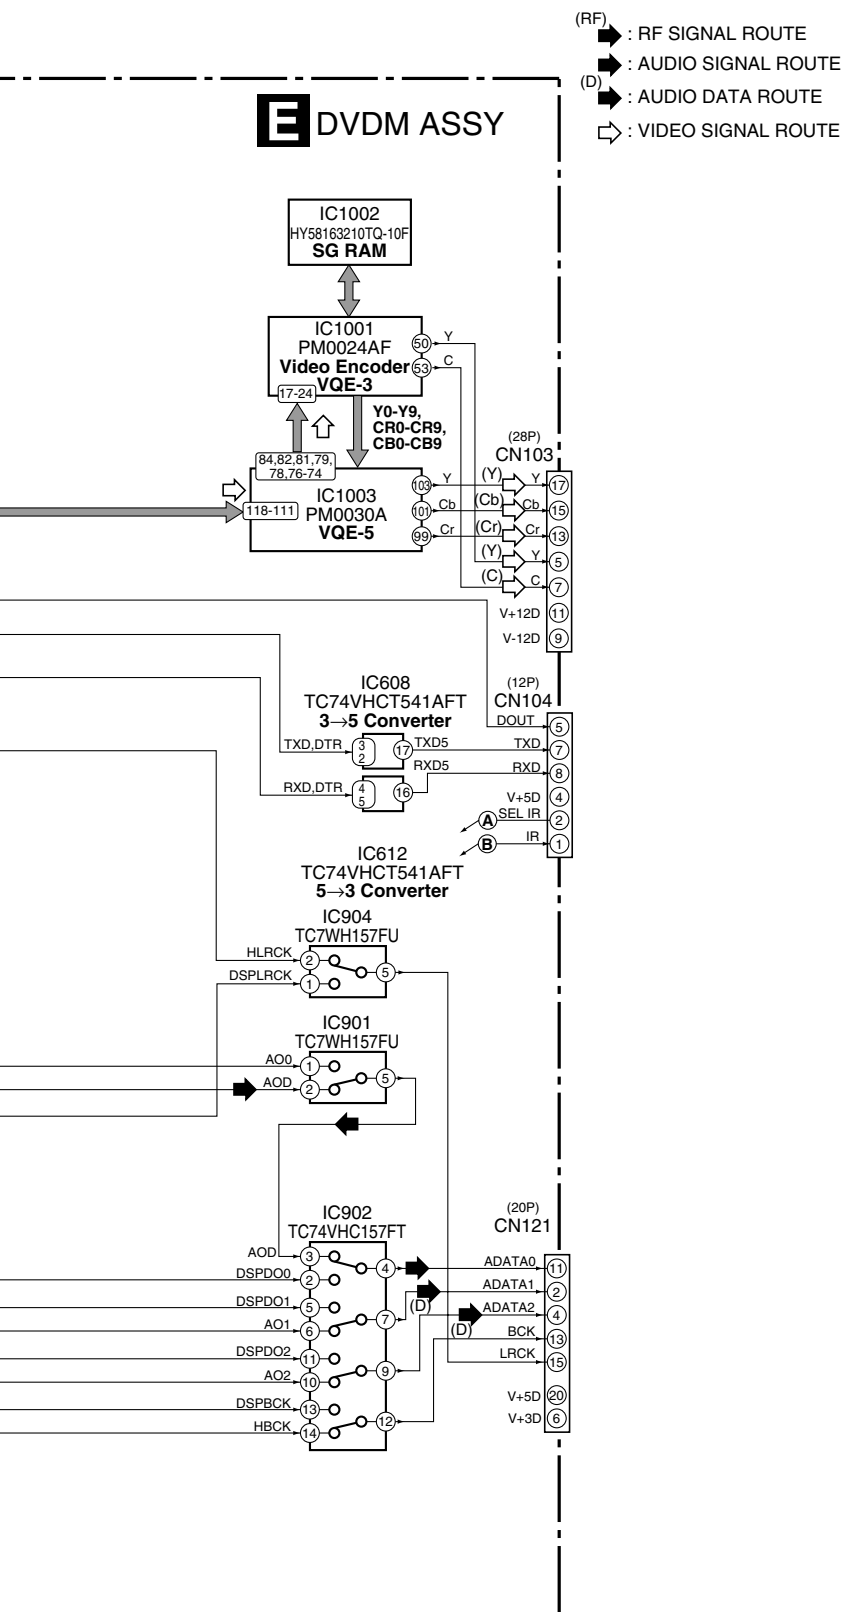 (RF)
: RF SIGNAL ROUTE
: AUDIO SIGNAL ROUTE
(D)
: AUDIO DATA ROUTE
: VIDEO SIGNAL ROUTE
E DVDM ASSY
IC1002
HY58163210TQ-10F
SG RAM
IC1001
PM0024AF
Video Encoder
VQE-3
50 Y
53 C
17-24
Y0-Y9,
CR0-CR9,
CB0-CB9
84,82,81,79,
78,76-74
118-111
IC1003
PM0030A
VQE-5
(28P)
CN103
103 Y (Y) Y 17
101 Cb (Cb) Cb 15
99 Cr (Cr) Cr 13
(Y) Y 5
(C) C 7
V+12D 11
V-12D 9
IC608
TC74VHCT541AFT
3→5 Converter
(12P)
CN104
DOUT 5
TXD,DTR 3 2 17 TXD5 TXD 7
RXD5 RXD 8
RXD,DTR 4 5 16
V+5D 4
A SEL IR 2
B IR 1
IC612
TC74VHCT541AFT
5→3 Converter
IC904
TC7WH157FU
HLRCK 2
DSPLRCK 1
5
IC901
TC7WH157FU
AO0 1
AOD 2
5
IC902
TC74VHC157FT
(20P)
CN121
AOD 3
DSPDO0 2
DSPDO1 5
AO1 6
DSPDO2 11
AO2 10
DSPBCK 13
HBCK 14
4 ADATA0 11
7 (D) ADATA1 2
9 (D) ADATA2 4
12 BCK 13
LRCK 15
V+5D 20
V+3D 6